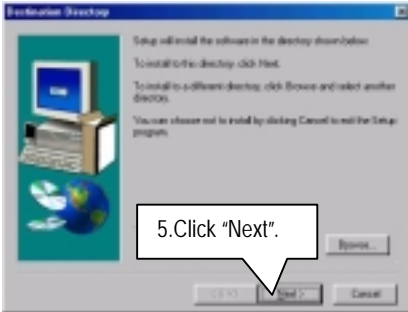 Destination Directory
Setup will install the software in the directory shown below.
To install to this directory, click Next.
To install to a different directory, click Browse and select another
directory.
You can choose not to install by clicking Cancel to exit the Setup
program.
5.Click “Next”.
Browse...
Next >
Cancel